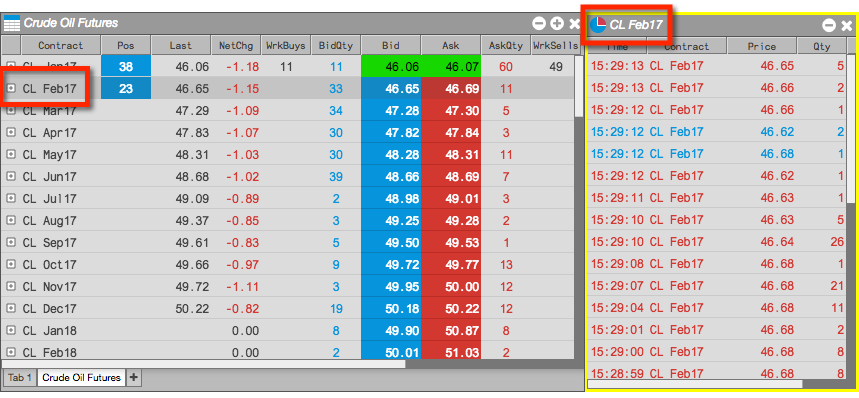 Crude Oil Futures
Contract Pos Last NetChg WrkBuys BidQty Bid Ask AskQty WrkSells
CL Jan17 38 46.06 -1.18 11 11 46.06 46.07 60 49
CL Feb17 23 46.65 -1.15 33 46.65 46.69 11
CL Mar17 47.29 -1.09 34 47.28 47.30 5
CL Apr17 47.83 -1.07 30 47.82 47.84 3
CL May17 48.31 -1.03 30 48.28 48.31 11
CL Jun17 48.68 -1.02 39 48.66 48.69 7
CL Jul17 49.09 -0.89 2 48.98 49.01 3
CL Aug17 49.37 -0.85 3 49.25 49.28 2
CL Sep17 49.61 -0.83 5 49.50 49.53 1
CL Oct17 49.66 -0.97 9 49.72 49.77 13
CL Nov17 49.72 -1.11 3 49.95 50.00 12
CL Dec17 50.22 -0.82 19 50.18 50.22 12
CL Jan18 0.00 8 49.90 50.87 8
CL Feb18 0.00 2 50.01 51.03 2
Tab 1 Crude Oil Futures
CL Feb17
Time Contract Price Qty
15:29:13 CL Feb17 46.65 5
15:29:13 CL Feb17 46.66 2
15:29:12 CL Feb17 46.66 1
15:29:12 CL Feb17 46.62 2
15:29:12 CL Feb17 46.68 1
15:29:12 CL Feb17 46.62 1
15:29:11 CL Feb17 46.63 1
15:29:10 CL Feb17 46.63 5
15:29:10 CL Feb17 46.64 26
15:29:08 CL Feb17 46.68 1
15:29:07 CL Feb17 46.68 21
15:29:04 CL Feb17 46.68 11
15:29:01 CL Feb17 46.68 2
15:29:00 CL Feb17 46.68 8
15:28:59 CL Feb17 46.68 8